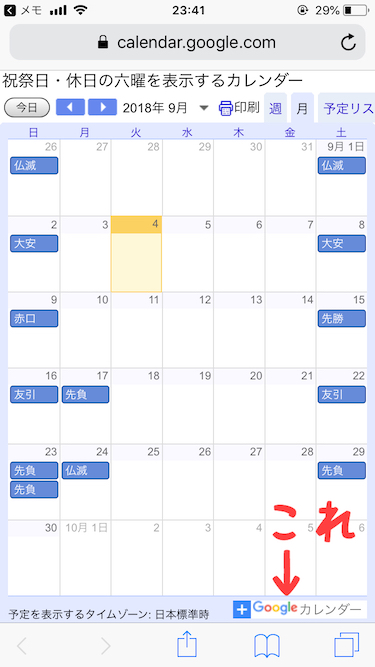 メモ 23:41 29%
calendar.google.com
祝祭日・休日の六曜を表示するカレンダー
今日 2018年 9月 印刷 週 月 予定リス
日 月 火 水 木 金 土
26 27 28 29 30 31 9月 1日
仏滅 仏滅
2 3 4 5 6 7 8
大安 大安
9 10 11 12 13 14 15
赤口 先勝
16 17 18 19 20 21 22
友引 先負 友引
23 24 25 26 27 28 29
先負 仏滅 先負
先負
30 10月 1日 2 3 4 5 6
これ
予定を表示するタイムゾーン: 日本標準時 Google カレンダー